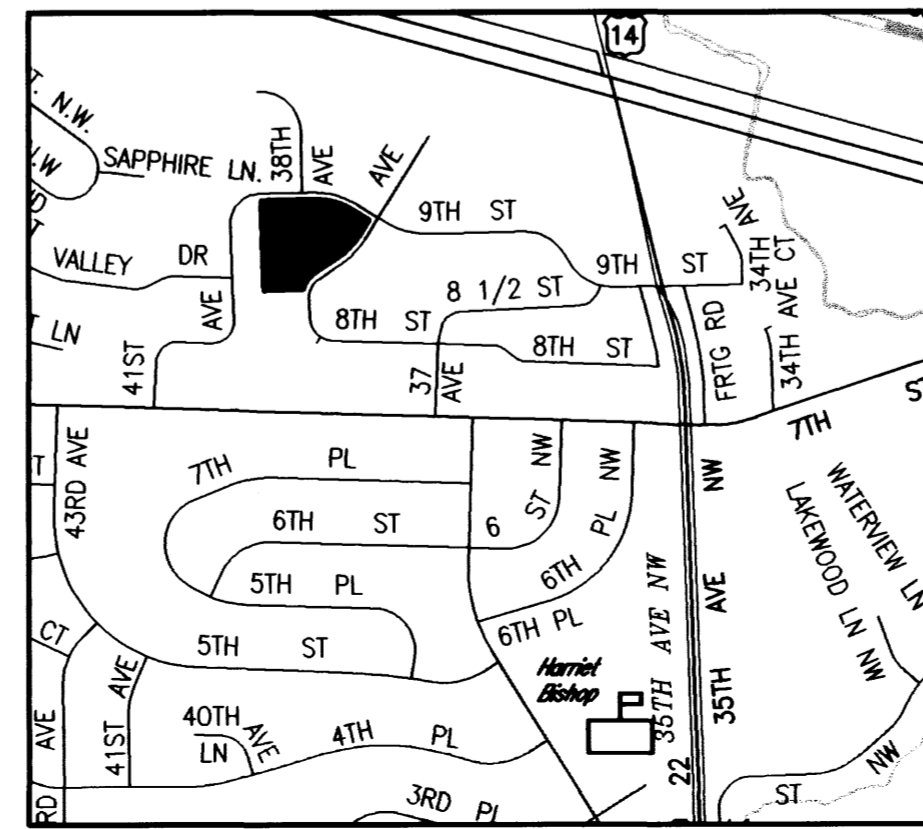 14
T. N.W.
N.W
SAPPHIRE LN.
38TH AVE
AVE
9TH ST
34TH AVE
VALLEY DR
8 1/2 ST
9TH ST
34TH AVE CT
T LN
41ST AVE
8TH ST
8TH ST
37 AVE
FRTG RD
7TH S
43RD AVE
7TH PL
6TH ST
6 ST NW
6TH PL NW
NW
WATERVIEW LN
LAKEWOOD LN NW
5TH PL
6TH PL
35TH AVE NW
35TH AVE
CT
5TH ST
Harriet
Bishop
AVE
41ST AVE
40TH AVE
LN
4TH PL
22
ST NW
RD
3RD PL